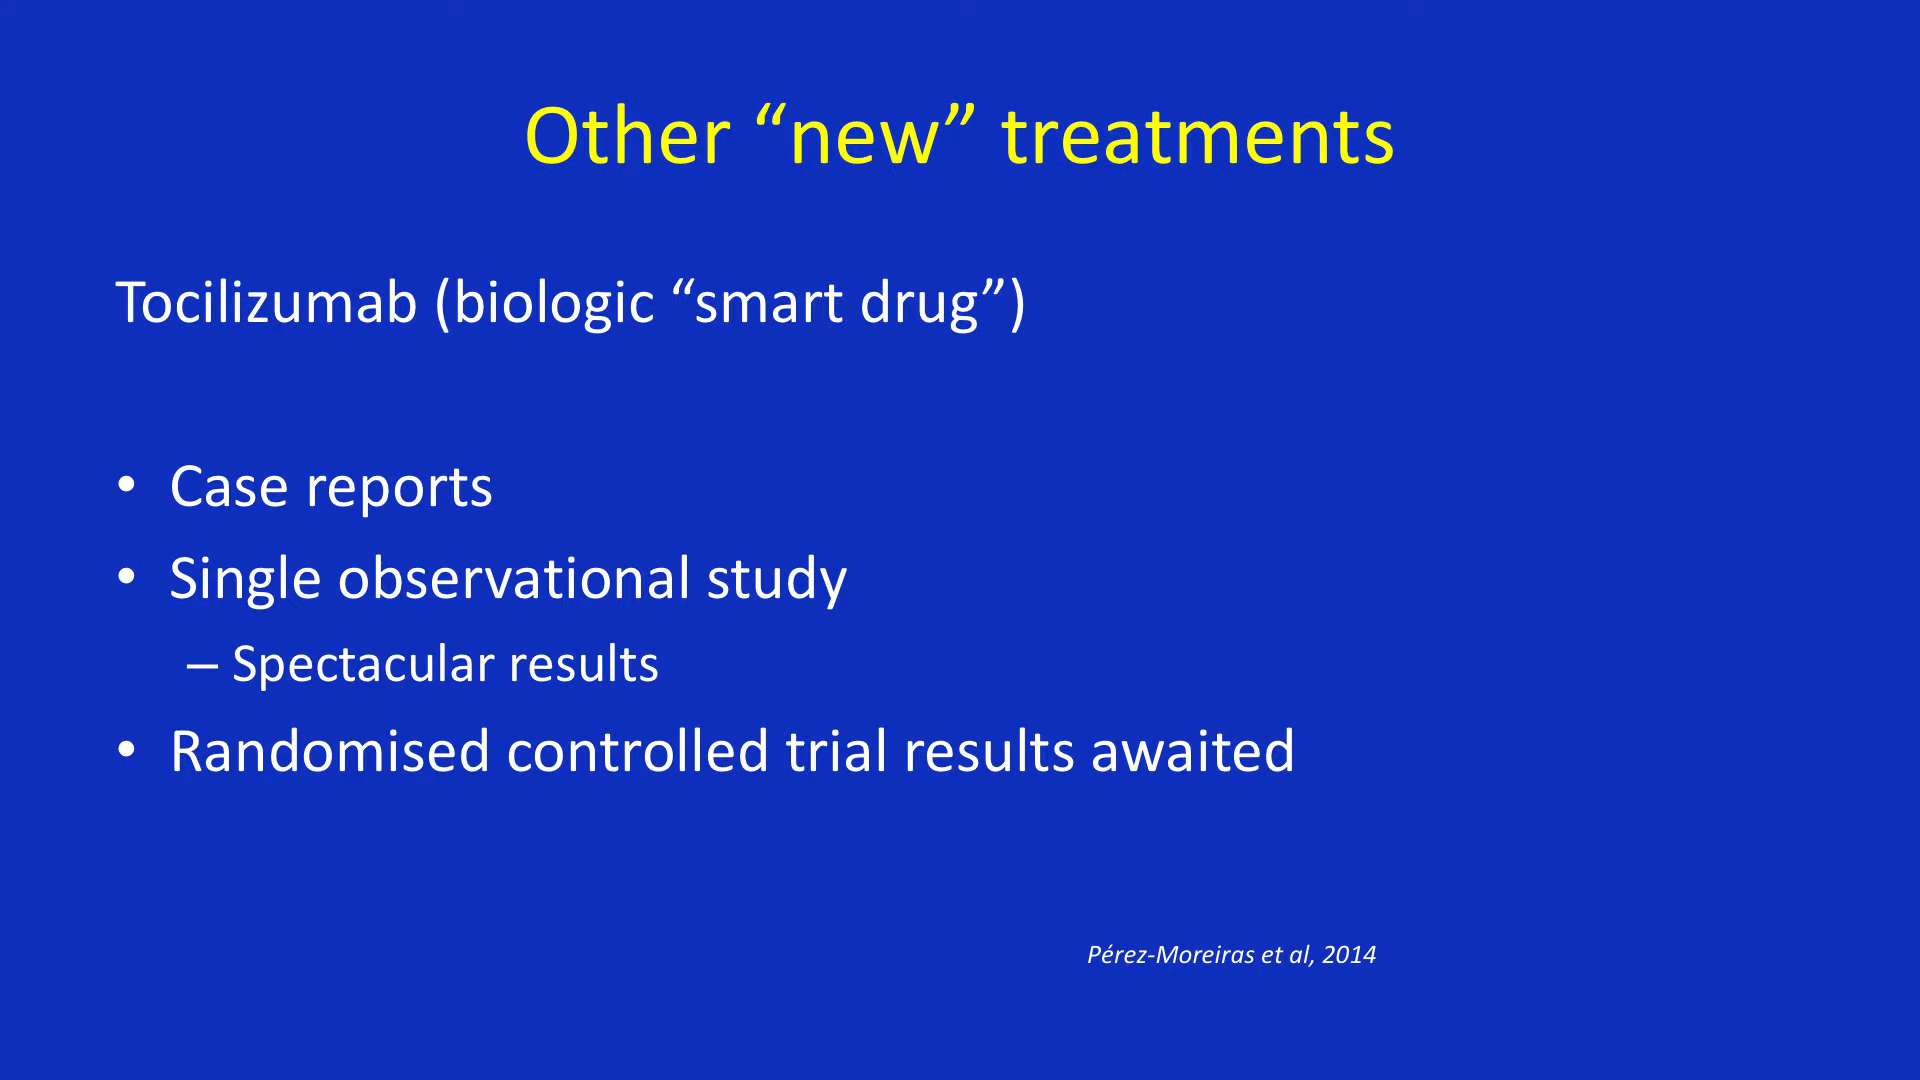 Other “new” treatments
Tocilizumab (biologic “smart drug”)
• Case reports
• Single observational study
– Spectacular results
• Randomised controlled trial results awaited
Pérez-Moreiras et al, 2014